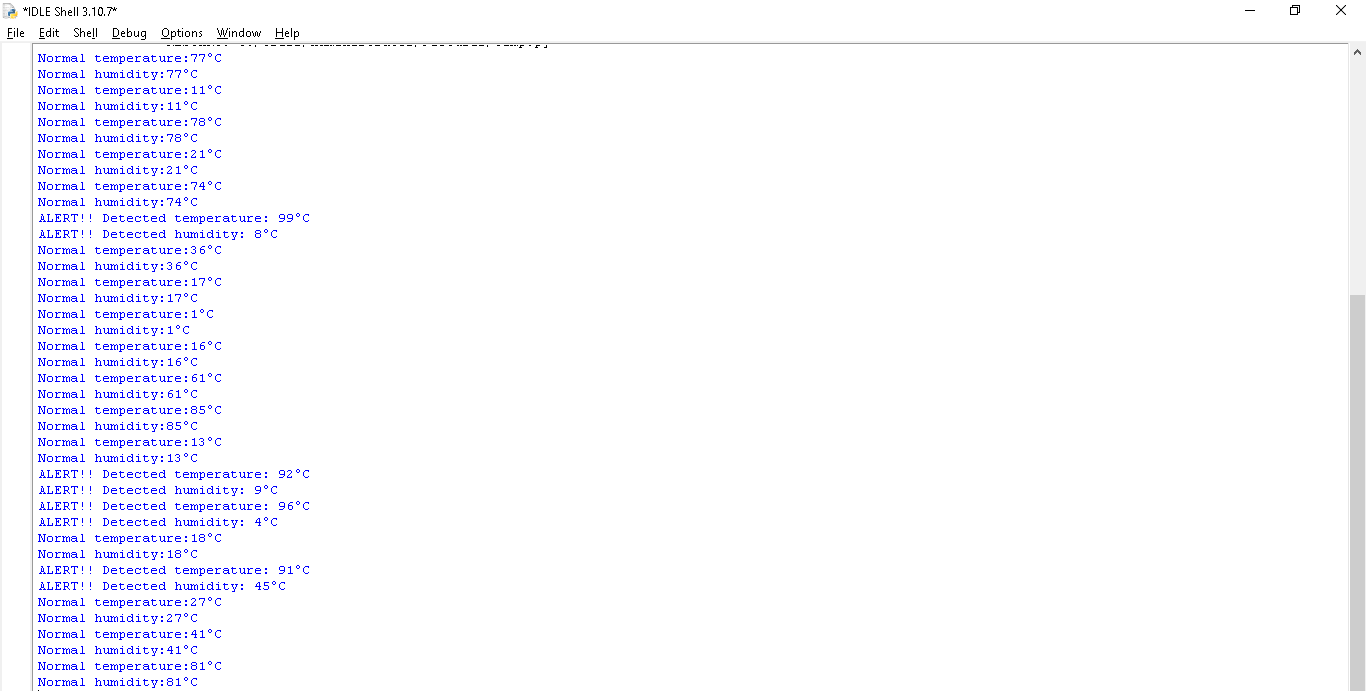 *IDLE Shell 3.10.7*
File Edit Shell Debug Options Window Help
Normal temperature:77°C
Normal humidity:77°C
Normal temperature:11°C
Normal humidity:11°C
Normal temperature:78°C
Normal humidity:78°C
Normal temperature:21°C
Normal humidity:21°C
Normal temperature:74°C
Normal humidity:74°C
ALERT!! Detected temperature: 99°C
ALERT!! Detected humidity: 8°C
Normal temperature:36°C
Normal humidity:36°C
Normal temperature:17°C
Normal humidity:17°C
Normal temperature:1°C
Normal humidity:1°C
Normal temperature:16°C
Normal humidity:16°C
Normal temperature:61°C
Normal humidity:61°C
Normal temperature:85°C
Normal humidity:85°C
Normal temperature:13°C
Normal humidity:13°C
ALERT!! Detected temperature: 92°C
ALERT!! Detected humidity: 9°C
ALERT!! Detected temperature: 96°C
ALERT!! Detected humidity: 4°C
Normal temperature:18°C
Normal humidity:18°C
ALERT!! Detected temperature: 91°C
ALERT!! Detected humidity: 45°C
Normal temperature:27°C
Normal humidity:27°C
Normal temperature:41°C
Normal humidity:41°C
Normal temperature:81°C
Normal humidity:81°C